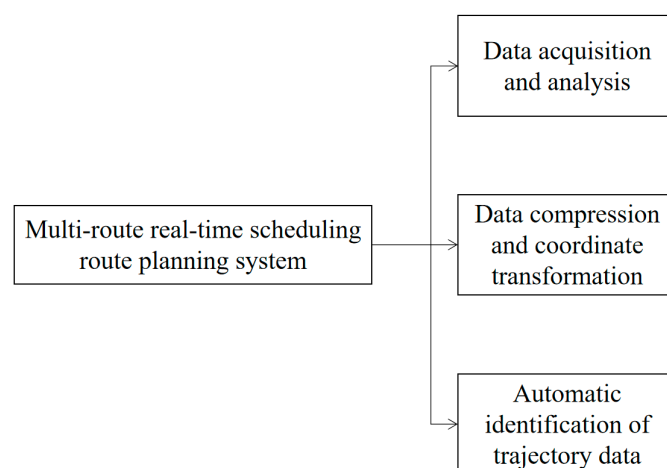 Data acquisition
and analysis
Multi-route real-time scheduling
route planning system
Data compression
and coordinate
transformation
Automatic
identification of
trajectory data